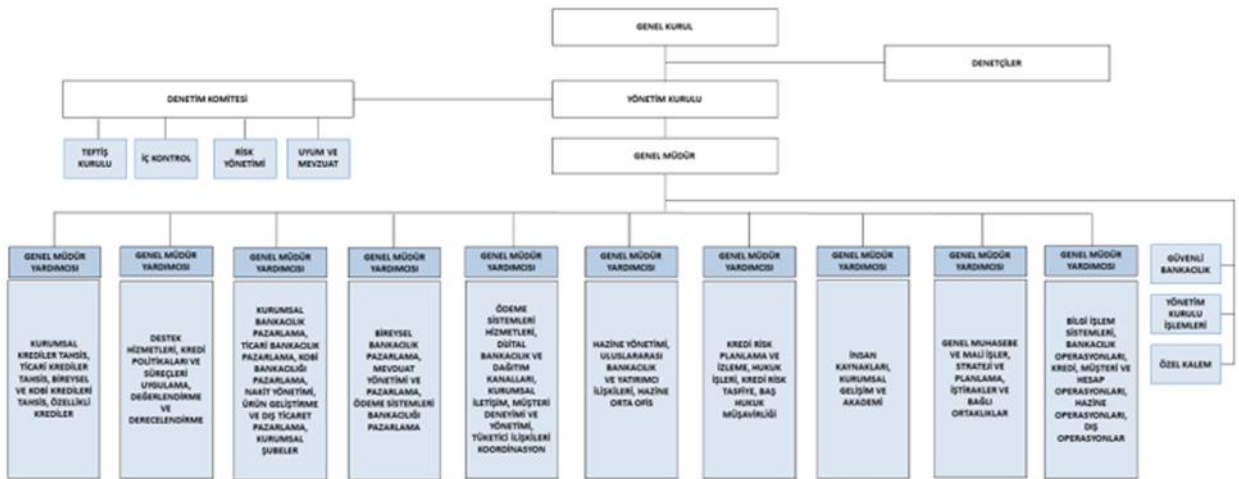 GENEL KURUL
DENETÇİLER
DENETİM KOMİTESİ
YÖNETİM KURULU
TEFTİŞ
KURULU
İÇ KONTROL
RİSK
YÖNETİMİ
UYUM VE
MEVZUAT
GENEL MÜDÜR
GENEL MÜDÜR
YARDIMCISI
KURUMSAL
KREDİLER TAHSİS,
TİCARİ KREDİLER
TAHSİS, BİREYSEL
VE KOBİ KREDİLERİ
TAHSİS, ÖZELLİKLİ
KREDİLER
GENEL MÜDÜR
YARDIMCISI
DESTEK
HİZMETLERİ, KREDİ
POLİTİKALARI VE
SÜREÇLERİ
UYGULAMA,
DEĞERLENDİRME
VE
DERECELENDİRME
GENEL MÜDÜR
YARDIMCISI
KURUMSAL
BANKACILIK
PAZARLAMA,
TİCARİ BANKACILIK
PAZARLAMA, KOBİ
BANKACILIĞI
PAZARLAMA,
NAKİT YÖNETİMİ,
ÜRÜN GELİŞTİRME
VE DIŞ TİCARET
PAZARLAMA,
KURUMSAL
ŞUBELER
GENEL MÜDÜR
YARDIMCISI
BİREYSEL
BANKACILIK
PAZARLAMA,
MEVDUAT
YÖNETİMİ VE
PAZARLAMA,
ÖDEME SİSTEMLERİ
BANKACILIĞI
PAZARLAMA
GENEL MÜDÜR
YARDIMCISI
ÖDEME
SİSTEMLERİ
HİZMETLERİ,
DİJİTAL
BANKACILIK VE
DAĞITIM
KANALLARI,
KURUMSAL
İLETİŞİM, MÜŞTERİ
DENEYİMİ VE
YÖNETİMİ,
TÜKETİCİ İLİŞKİLERİ
KOORDİNASYON
GENEL MÜDÜR
YARDIMCISI
HAZİNE YÖNETİMİ,
ULUSLARARASI
BANKACILIK
VE YATIRIMCI
İLİŞKİLERİ, HAZİNE
ORTA OFİS
GENEL MÜDÜR
YARDIMCISI
KREDİ RİSK
PLANLAMA VE
İZLEME, HUKUK
İŞLERİ, KREDİ RİSK
TASFİYE, BAŞ
HUKUK
MÜŞAVİRLİĞİ
GENEL MÜDÜR
YARDIMCISI
İNSAN
KAYNAKLARI,
KURUMSAL
GELİŞİM VE
AKADEMİ
GENEL MÜDÜR
YARDIMCISI
GENEL MUHASEBE
VE MALİ İŞLER,
STRATEJİ VE
PLANLAMA,
İŞTİRAKLER VE
BAĞLI
ORTAKLIKLAR
GENEL MÜDÜR
YARDIMCISI
BİLGİ İŞLEM
SİSTEMLERİ,
BANKACILIK
OPERASYONLARI,
KREDİ, MÜŞTERİ VE
HESAP
OPERASYONLARI,
HAZİNE
OPERASYONLARI,
DIŞ
OPERASYONLAR
GÜVENLİ
BANKACILIK
YÖNETİM
KURULU
İŞLEMLERİ
ÖZEL KALEM